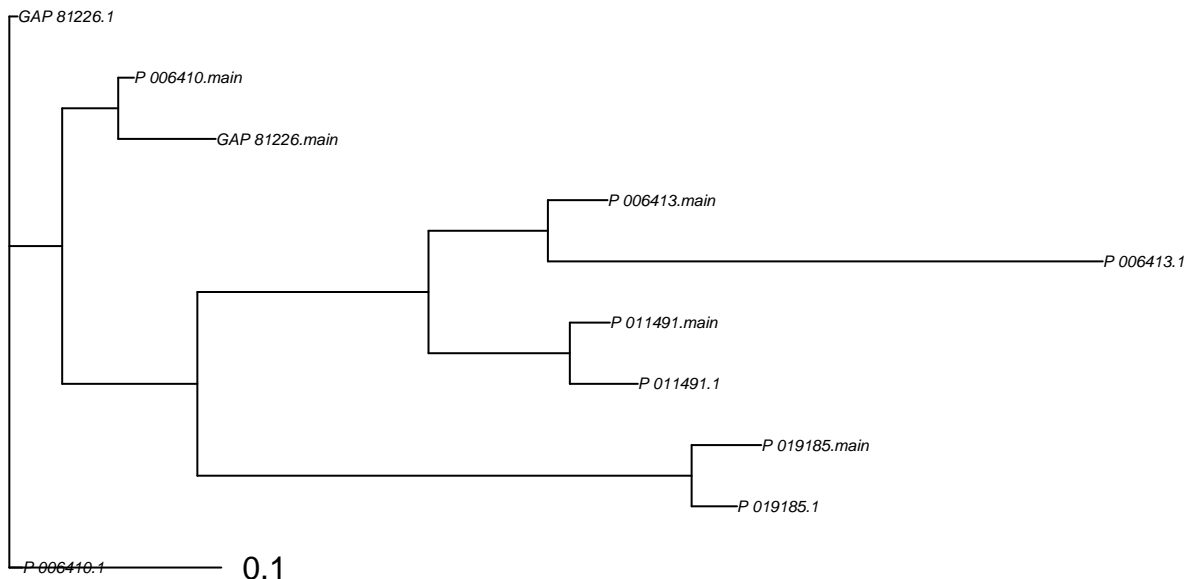 GAP 81226.1
P 006410.main
GAP 81226.main
P 006413.main
P 006413.1
P 011491.main
P 011491.1
P 019185.main
P 019185.1
P 006410.1
0.1